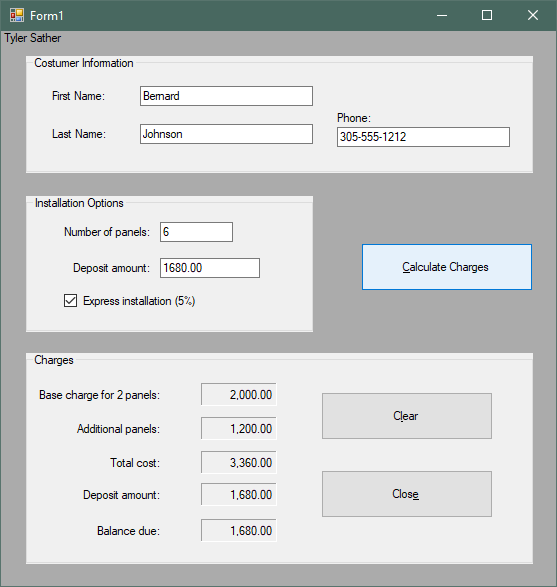 Form1
Tyler Sather
Costumer Information
First Name: Bernard
Last Name: Johnson
Phone:
305-555-1212
Installation Options
Number of panels: 6
Deposit amount: 1680.00
Express installation (5%)
Calculate Charges
Charges
Base charge for 2 panels: 2,000.00
Additional panels: 1,200.00
Total cost: 3,360.00
Deposit amount: 1,680.00
Balance due: 1,680.00
Clear
Close